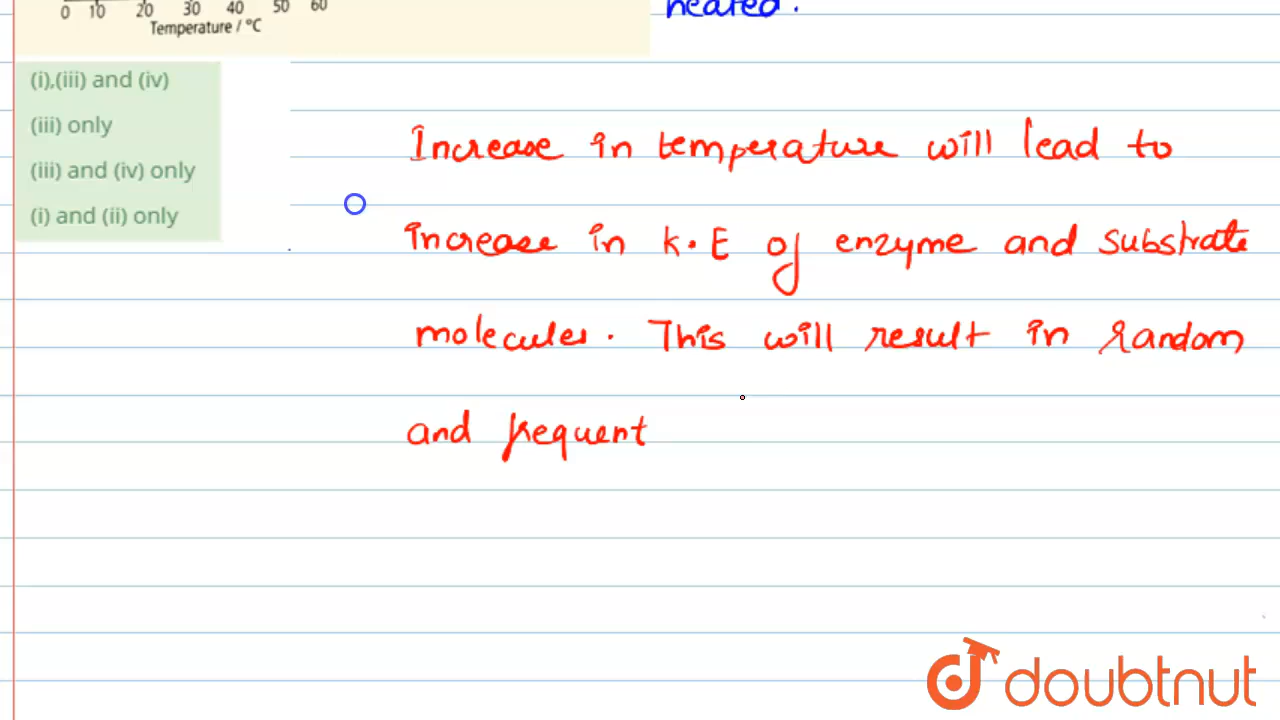 0 10 20 30 40 50 60
Temperature / °C
heated.
(i),(iii) and (iv)
(iii) only
(iii) and (iv) only
(i) and (ii) only
Increase in temperature will lead to
increase in K.E of enzyme and substrate
molecules. This will result in random
and frequent
doubtnut